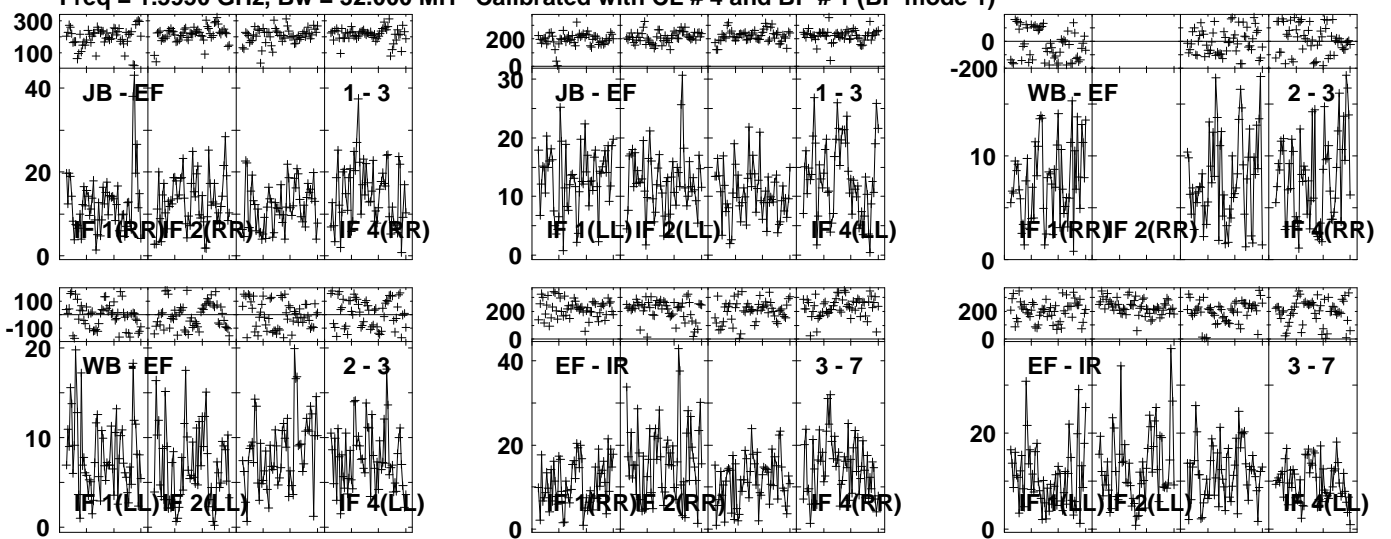 Freq = GHz, Bw = 32.000 MH Calibrated with CL # 4 and BP # 1 (BP mode 1)
300
100
40
20
0
JB - EF
1 - 3
IF 1(RR)
IF 2(RR)
IF 4(RR)
200
0
30
20
10
0
JB - EF
1 - 3
IF 1(LL)
IF 2(LL)
IF 4(LL)
0
-200
10
0
WB - EF
2 - 3
IF 1(RR)
IF 2(RR)
IF 4(RR)
100
-100
20
10
0
WB - EF
2 - 3
IF 1(LL)
IF 2(LL)
IF 4(LL)
200
0
40
20
0
EF - IR
3 - 7
IF 1(RR)
IF 2(RR)
IF 4(RR)
200
0
20
0
EF - IR
3 - 7
IF 1(LL)
IF 2(LL)
IF 4(LL)